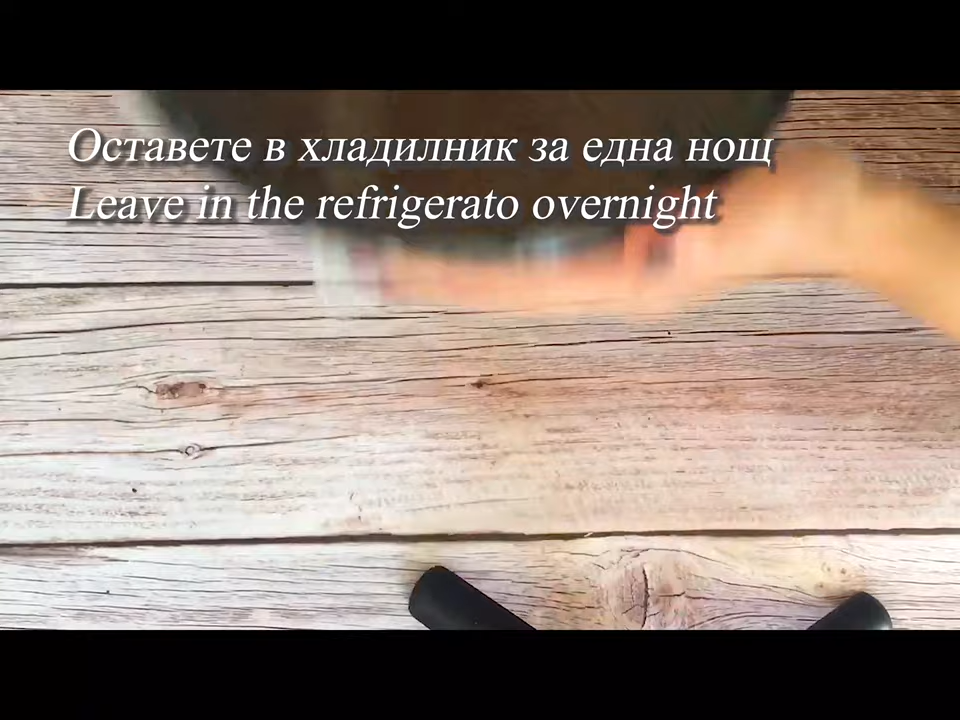 Оставете в хладилник за една нощ
Leave in the refrigerato overnight